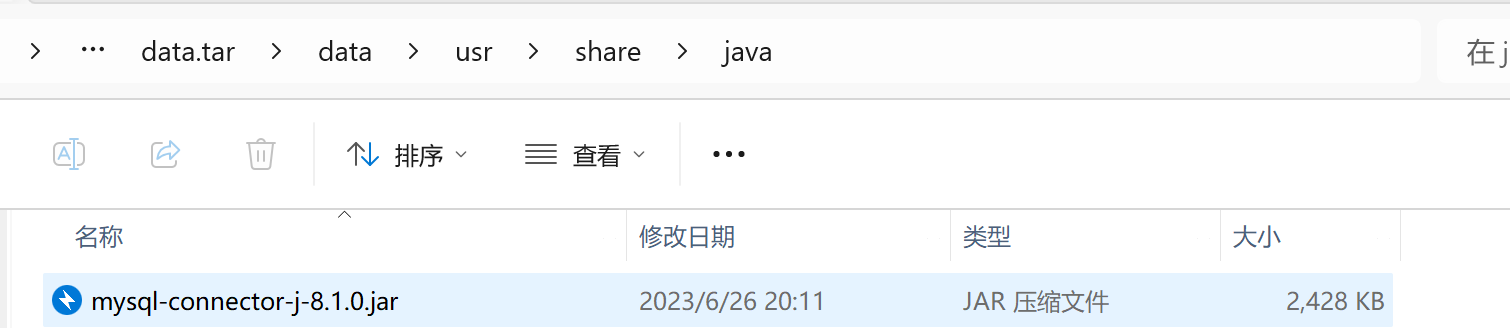 ··· data.tar data usr share java 在 j
排序 查看 ···
名称 修改日期 类型 大小
mysql-connector-j-8.1.0.jar 2023/6/26 20:11 JAR 压缩文件 2,428 KB